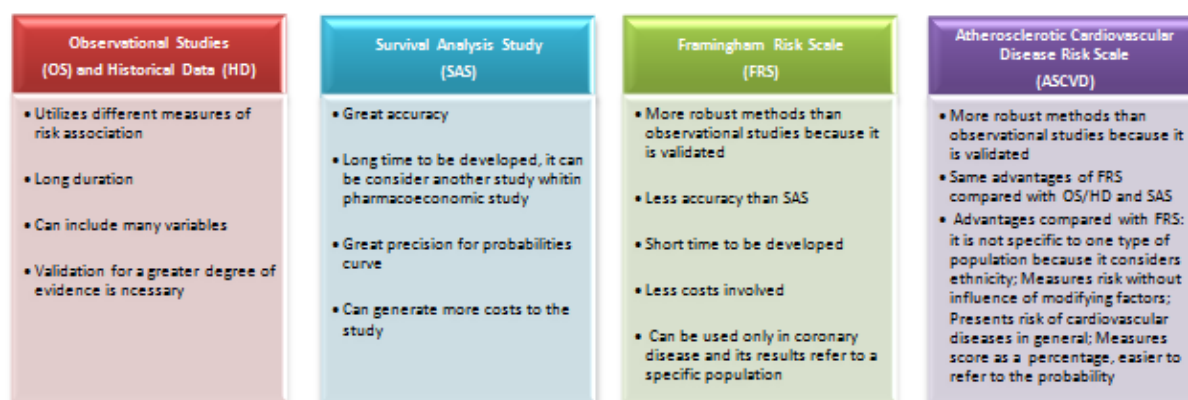 Observational Studies
(OS) and Historical Data (HD)
• Utilizes different measures of
risk association
• Long duration
• Can include many variables
• Validation for a greater degree of
evidence is ncessary
Survival Analysis Study
(SAS)
• Great accuracy
• Long time to be developed, it can
be consider another study whitin
pharmacoeconomic study
• Great precision for probabilities
curve
• Can generate more costs to the
study
Framingham Risk Scale
(FRS)
• More robust methods than
observational studies because it
is validated
• Less accuracy than SAS
• Short time to be developed
• Less costs involved
• Can be used only in coronary
disease and its results refer to a
specific population
Atherosclerotic Cardiovascular
Disease Risk Scale
(ASCVD)
• More robust methods than
observational studies because it
is validated
• Same advantages of FRS
compared with OS/HD and SAS
• Advantages compared with FRS:
it is not specific to one type of
population because it considers
ethnicity; Measures risk without
influence of modifying factors;
Presents risk of cardiovascular
diseases in general; Measures
score as a percentage, easier to
refer to the probability